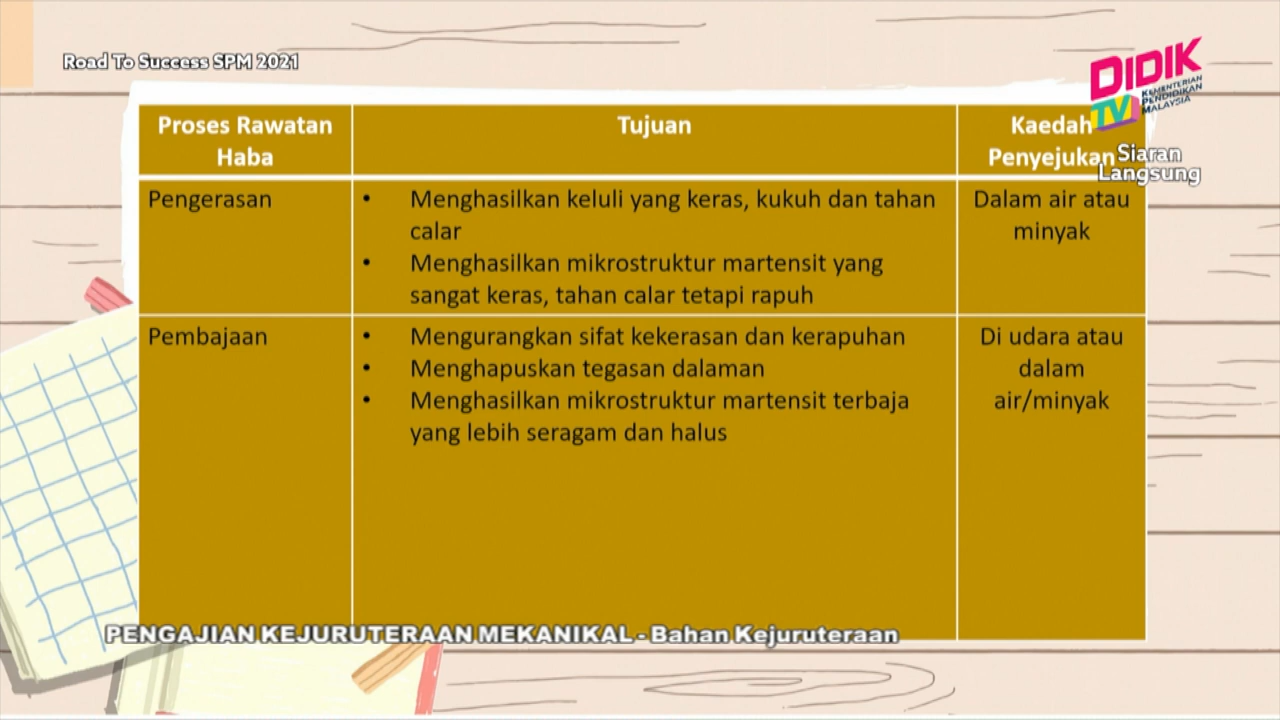 Road To Success SPM 2021
DIDIK
TV
KEMENTERIAN
PENDIDIKAN
MALAYSIA
Siaran
Langsung
Proses Rawatan
Haba
Tujuan
Kaedah
Penyejukan
Pengerasan
• Menghasilkan keluli yang keras, kukuh dan tahan
calar
• Menghasilkan mikrostruktur martensit yang
sangat keras, tahan calar tetapi rapuh
Dalam air atau
minyak
Pembajaan
• Mengurangkan sifat kekerasan dan kerapuhan
• Menghapuskan tegasan dalaman
• Menghasilkan mikrostruktur martensit terbaja
yang lebih seragam dan halus
Di udara atau
dalam
air/minyak
PENGAJIAN KEJURUTERAAN MEKANIKAL - Bahan Kejuruteraan